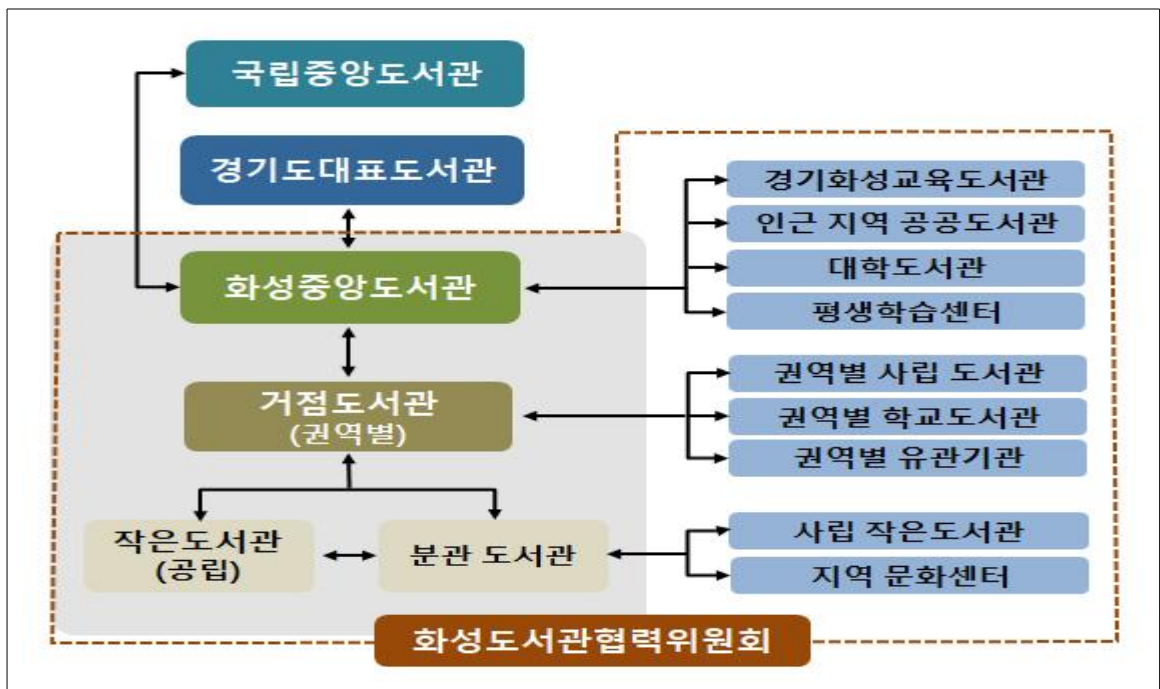 국립중앙도서관
경기도대표도서관
화성중앙도서관
거점도서관
(권역별)
작은도서관
(공립)
분관 도서관
경기화성교육도서관
인근 지역 공공도서관
대학도서관
평생학습센터
권역별 사립 도서관
권역별 학교도서관
권역별 유관기관
사립 작은도서관
지역 문화센터
화성도서관협력위원회